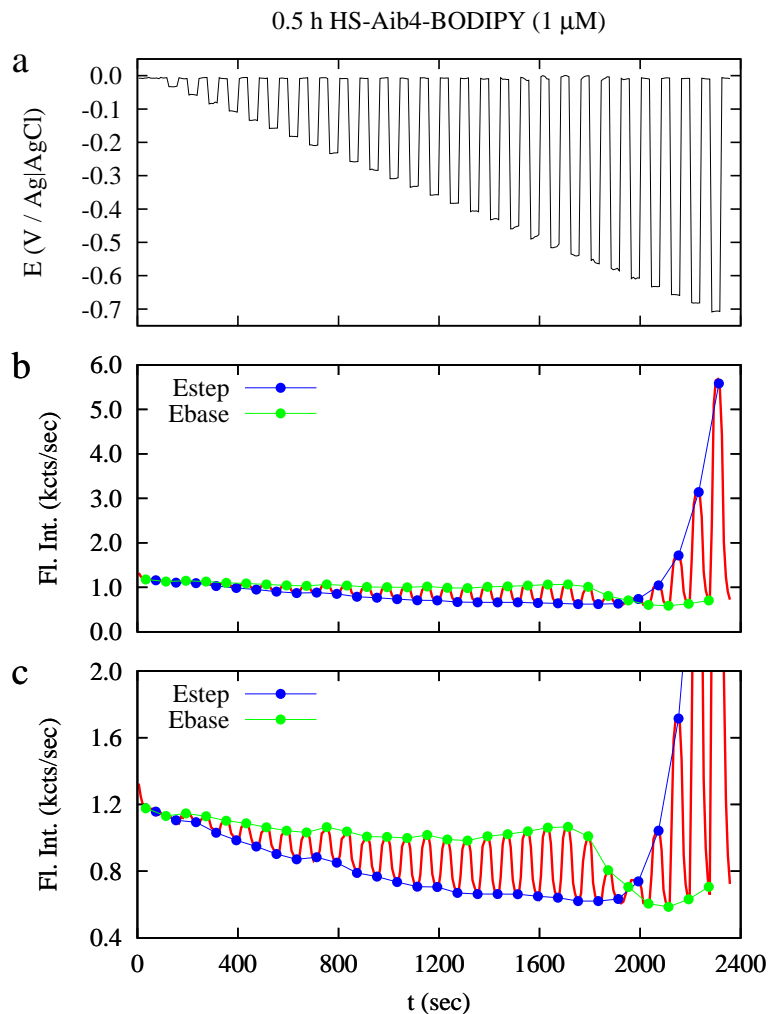 0.5 h HS-Aib4-BODIPY (1 μM)
a
E (V / Ag|AgCl)
0.0
-0.1
-0.2
-0.3
-0.4
-0.5
-0.6
-0.7
b
Fl. Int. (kcts/sec)
6.0
5.0
4.0
3.0
2.0
1.0
0.0
Estep
Ebase
c
Fl. Int. (kcts/sec)
2.0
1.6
1.2
0.8
0.4
Estep
Ebase
0 400 800 1200 1600 2000 2400
t (sec)